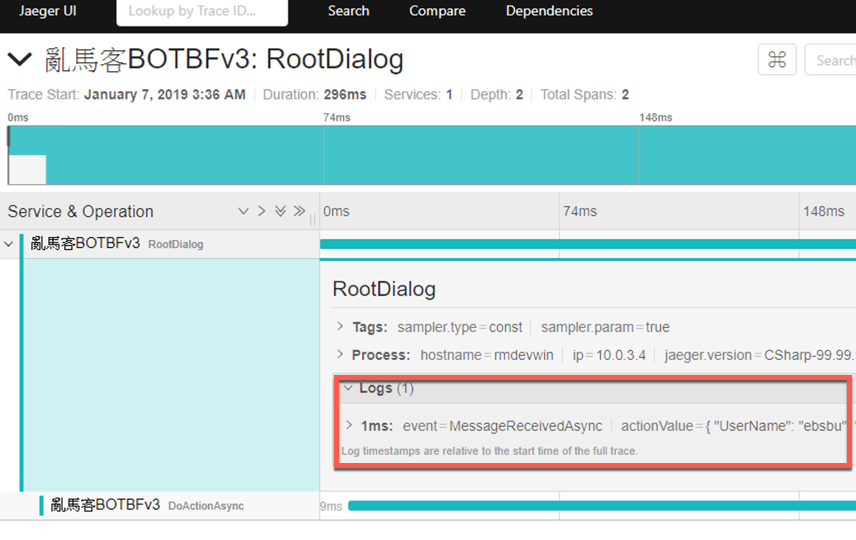 Jaeger UI Lookup by Trace ID... Search Compare Dependencies
亂馬客BOTBFv3: RootDialog ⌘ Search
Trace Start: January 7, 2019 3:36 AM Duration: 296ms Services: 1 Depth: 2 Total Spans: 2
0ms 74ms 148ms
Service & Operation 0ms 74ms 148ms
亂馬客BOTBFv3 RootDialog
RootDialog
Tags: sampler.type = const sampler.param = true
Process: hostname = rmdevwin ip = 10.0.3.4 jaeger.version = CSharp-99.99.
Logs (1)
1ms: event = MessageReceivedAsync actionValue = { "UserName": "ebsbu"
Log timestamps are relative to the start time of the full trace.
亂馬客BOTBFv3 DoActionAsync 9ms